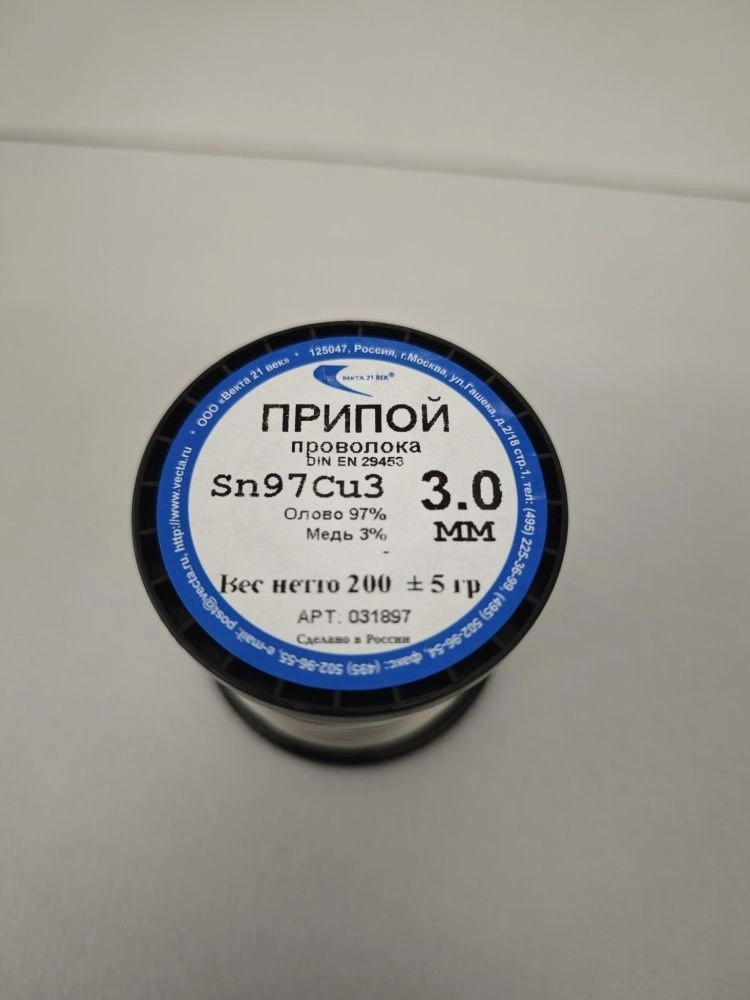 ООО «Векта 21 век» * 125047, Россия, г.Москва, ул.Гашека, д.2/18 стр.1, тел: (495) 225-36-99, (495) 502-96-54, факс: (495) 502-96-55, e-mail: post@vecta.ru, http://www.vecta.ru *
ВЕКТА 21 ВЕК®
ПРИПОЙ
проволока
DIN EN 29453
Sn97Cu3
3.0
Олово 97%
Медь 3%
мм
-
Вес нетто 200 ± 5 гр
АРТ: 031897
Сделано в России